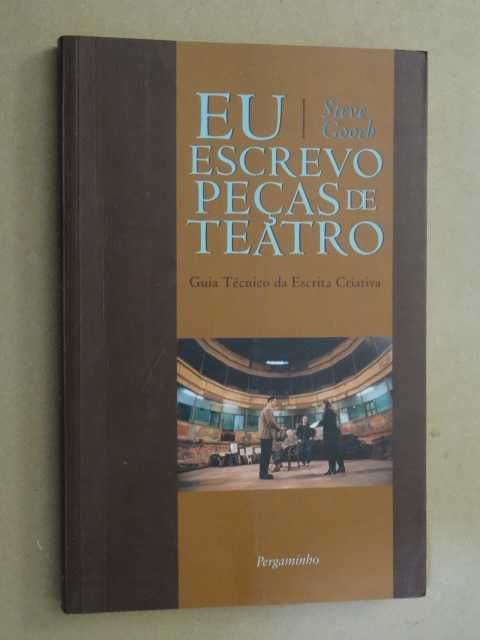 EU
Steve
Gooch
ESCREVO
PEÇAS DE
TEATRO
Guia Técnico da Escrita Criativa
Pergaminho